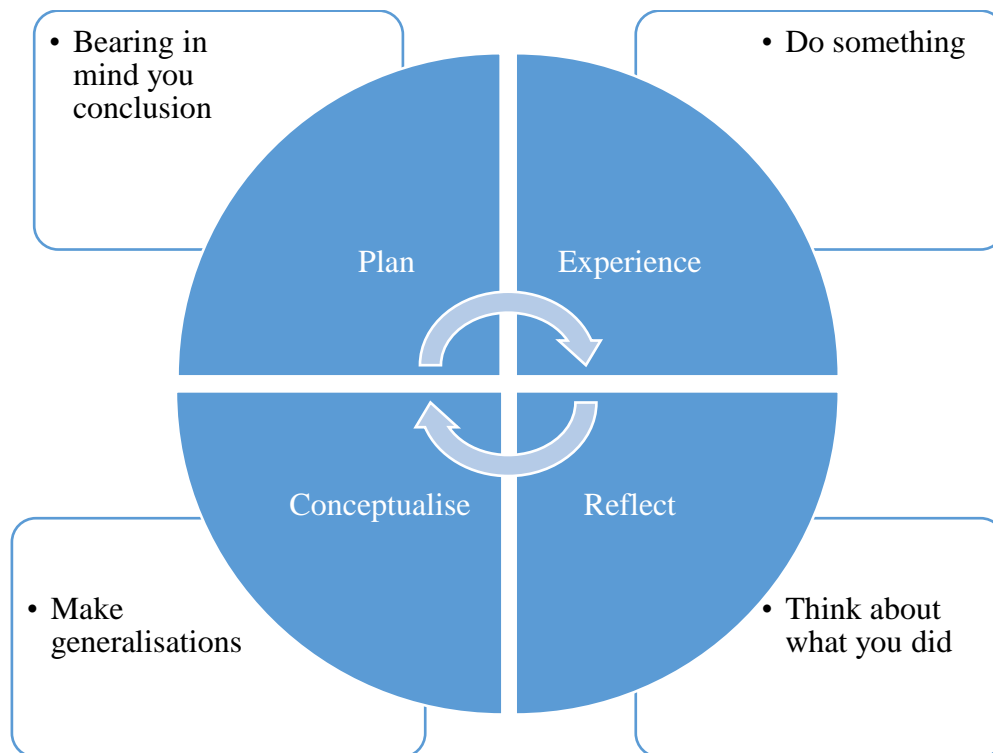 • Bearing in
mind you
conclusion
• Do something
Plan
Experience
Conceptualise
Reflect
• Make
generalisations
• Think about
what you did